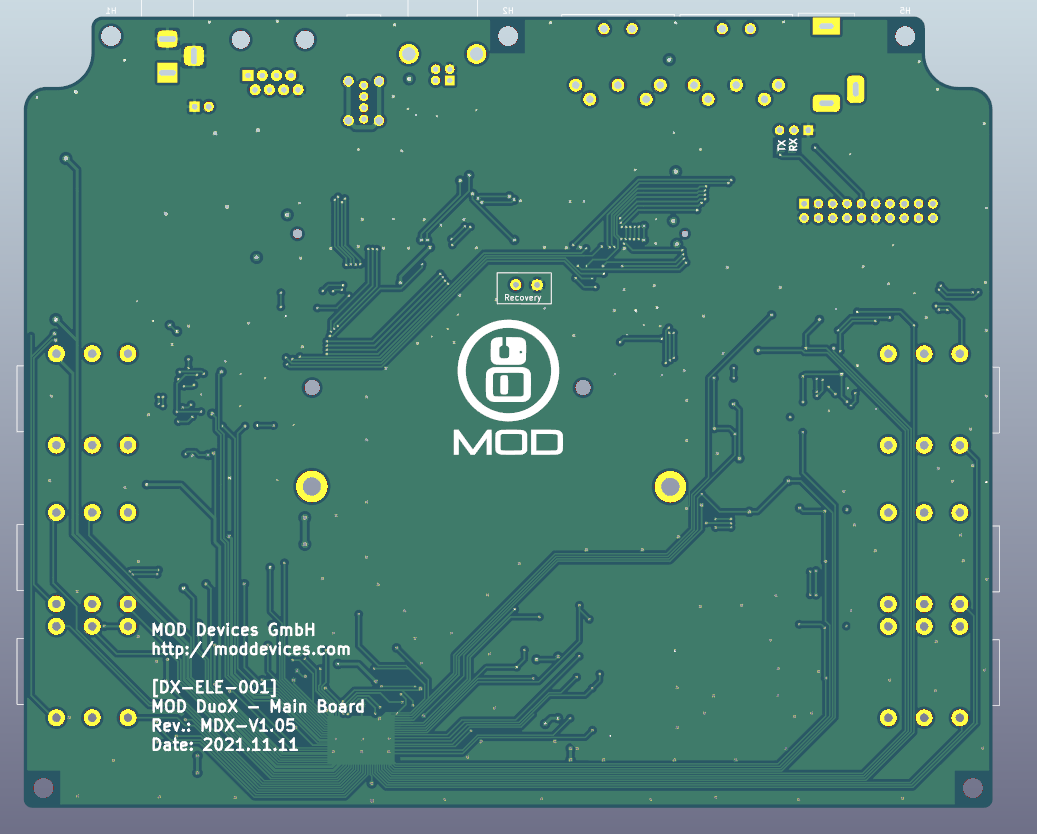 H1
H2
H5
TX
RX
Recovery
MOD
MOD Devices GmbH
http://moddevices.com
[DX-ELE-001]
MOD DuoX - Main Board
Rev.: MDX-V1.05
Date: 2021.11.11